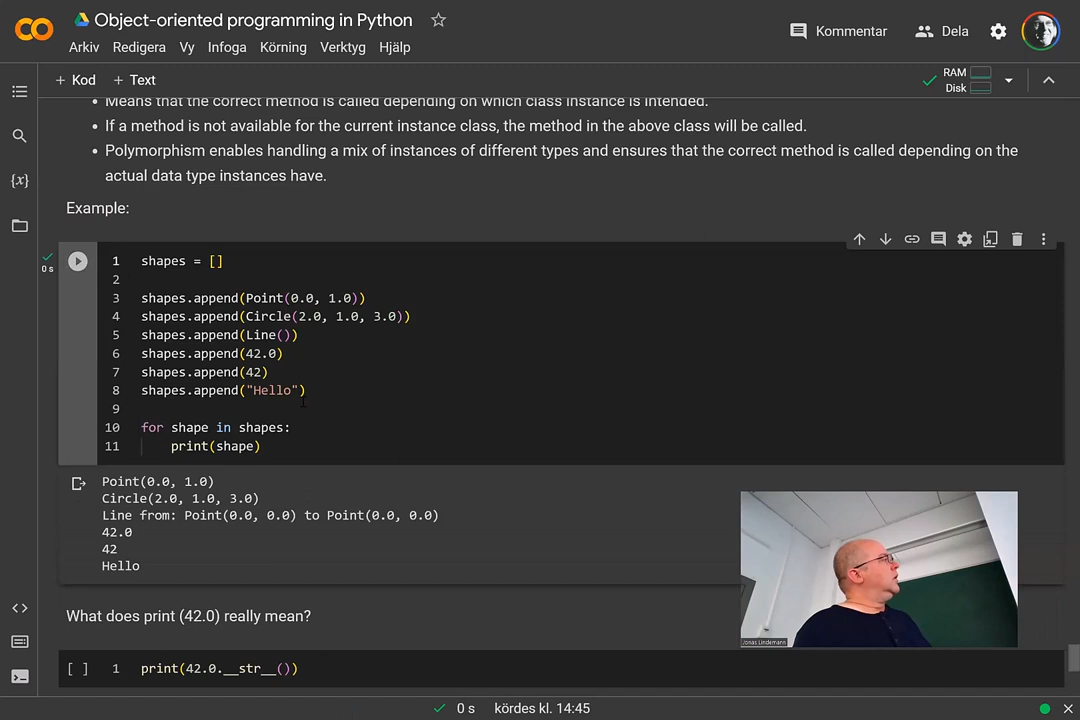 Object-oriented programming in Python
Arkiv Redigera Vy Infoga Körning Verktyg Hjälp
Kommentar Dela
+ Kod + Text
RAM
Disk
Means that the correct method is called depending on which class instance is intended.
• If a method is not available for the current instance class, the method in the above class will be called.
• Polymorphism enables handling a mix of instances of different types and ensures that the correct method is called depending on the
actual data type instances have.
{x}
Example:
0 s
1 shapes = []
2
3 shapes.append(Point(0.0, 1.0))
4 shapes.append(Circle(2.0, 1.0, 3.0))
5 shapes.append(Line())
6 shapes.append(42.0)
7 shapes.append(42)
8 shapes.append("Hello")
9
10 for shape in shapes:
11 print(shape)
Point(0.0, 1.0)
Circle(2.0, 1.0, 3.0)
Line from: Point(0.0, 0.0) to Point(0.0, 0.0)
42.0
42
Hello
What does print (42.0) really mean?
Jonas Lindemann
[ ] 1 print(42.0.__str__())
0 s kördes kl. 14:45